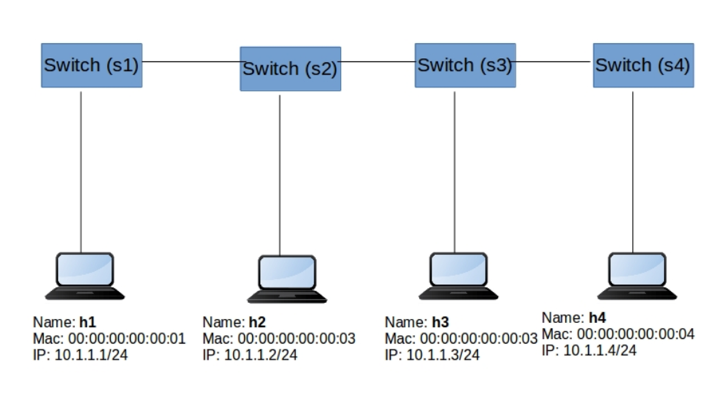 Switch (s1)
Switch (s2)
Switch (s3)
Switch (s4)
Name: h1
Mac: 00:00:00:00:00:01
IP: 10.1.1.1/24
Name: h2
Mac: 00:00:00:00:00:03
IP: 10.1.1.2/24
Name: h3
Mac: 00:00:00:00:00:03
IP: 10.1.1.3/24
Name: h4
Mac: 00:00:00:00:00:04
IP: 10.1.1.4/24